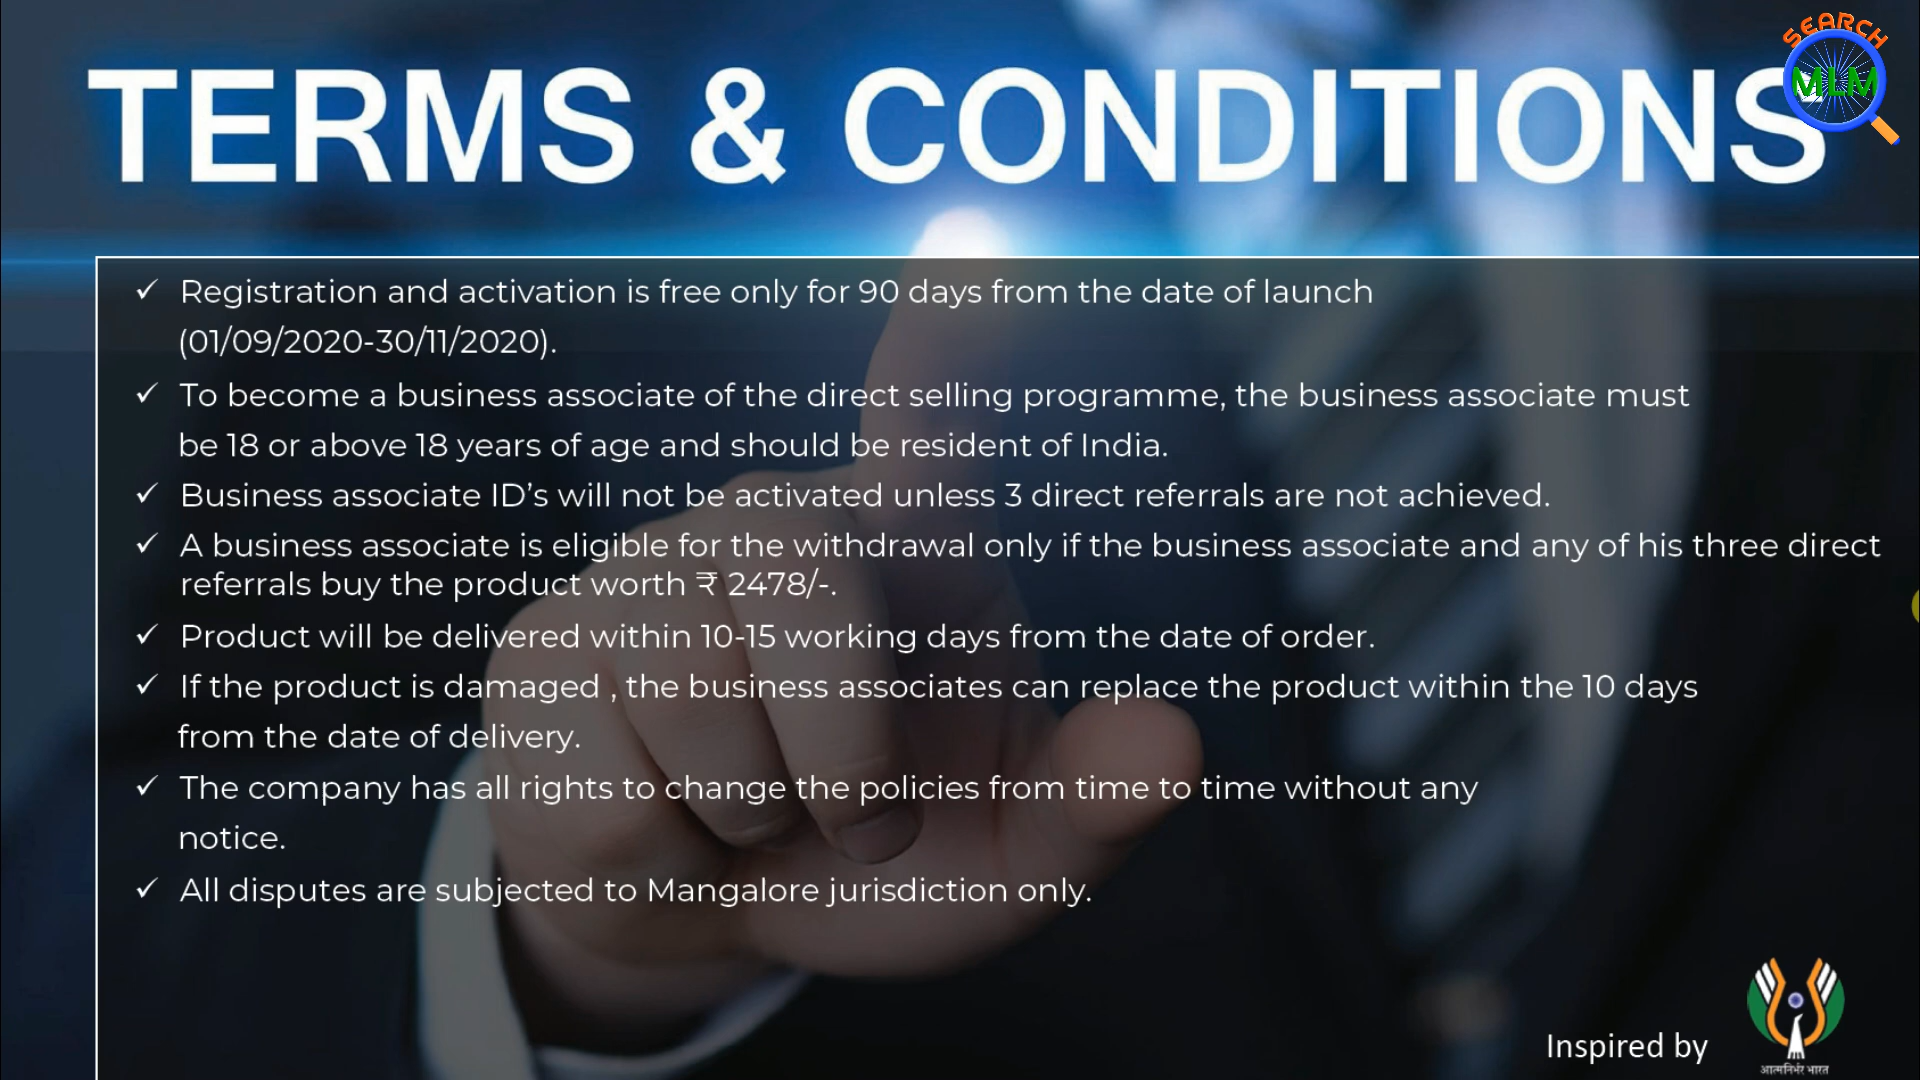 SEARCH
MLM
TERMS & CONDITIONS
✓ Registration and activation is free only for 90 days from the date of launch
(01/09/2020-30/11/2020).
✓ To become a business associate of the direct selling programme, the business associate must
be 18 or above 18 years of age and should be resident of India.
✓ Business associate ID’s will not be activated unless 3 direct referrals are not achieved.
✓ A business associate is eligible for the withdrawal only if the business associate and any of his three direct
referrals buy the product worth ₹ 2478/-.
✓ Product will be delivered within 10-15 working days from the date of order.
✓ If the product is damaged , the business associates can replace the product within the 10 days
from the date of delivery.
✓ The company has all rights to change the policies from time to time without any
notice.
✓ All disputes are subjected to Mangalore jurisdiction only.
Inspired by
आत्मनिर्भर भारत